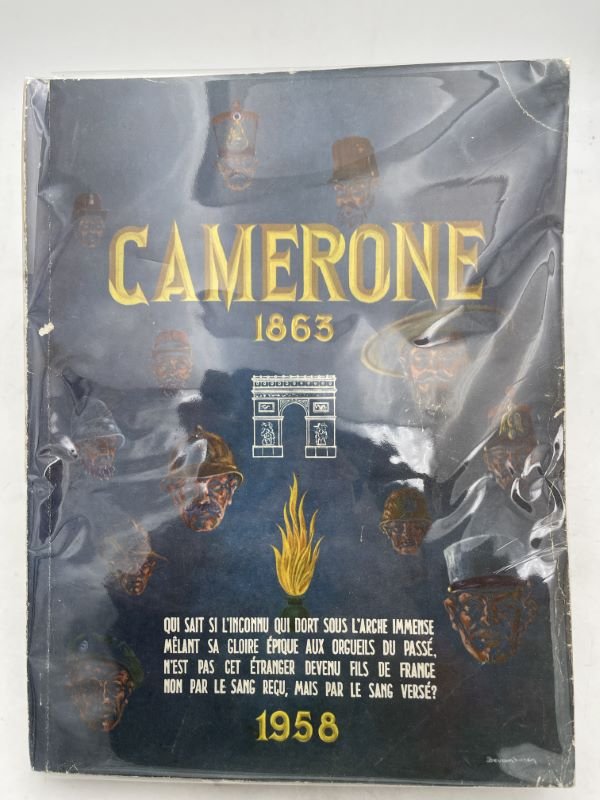 CAMERONE
1863
QUI SAIT SI L'INCONNU QUI DORT SOUS L'ARCHE IMMENSE
MÊLANT SA GLOIRE ÉPIQUE AUX ORGUEILS DU PASSÉ,
N'EST PAS CET ÉTRANGER DEVENU FILS DE FRANCE
NON PAR LE SANG REÇU, MAIS PAR LE SANG VERSÉ?
1958